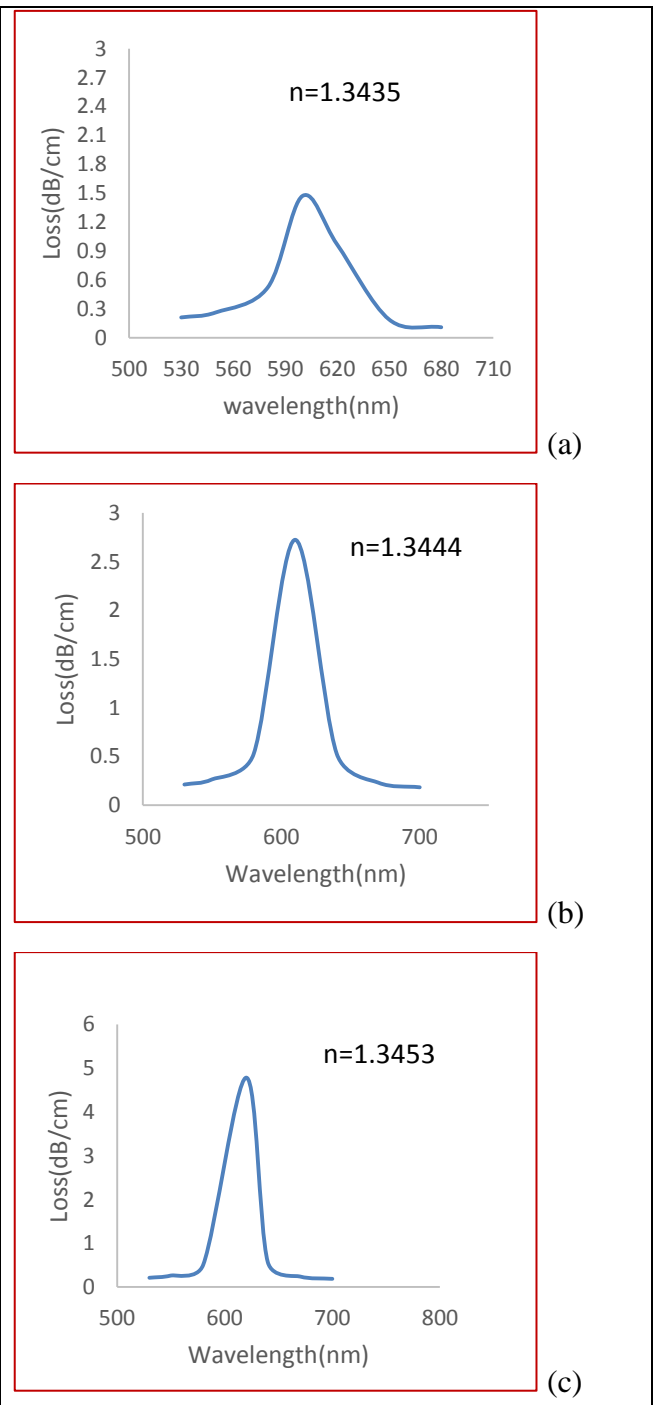 n=1.3435
Loss(dB/cm)
3
2.7
2.4
2.1
1.8
1.5
1.2
0.9
0.6
0.3
0
500 530 560 590 620 650 680 710
wavelength(nm)
(a)
n=1.3444
Loss(dB/cm)
3
2.5
2
1.5
1
0.5
0
500 600 700
Wavelength(nm)
(b)
n=1.3453
Loss(dB/cm)
6
5
4
3
2
1
0
500 600 700 800
Wavelength(nm)
(c)